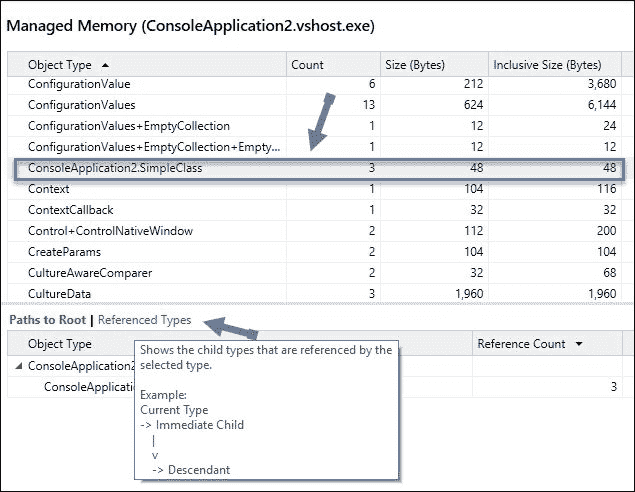 Managed Memory (ConsoleApplication2.vshost.exe)
Object Type Count Size (Bytes) Inclusive Size (Bytes)
ConfigurationValue 6 212 3,680
ConfigurationValues 13 624 6,144
ConfigurationValues+EmptyCollection 1 12 24
ConfigurationValues+EmptyCollection+Empty... 1 12 12
ConsoleApplication2.SimpleClass 3 48 48
Context 1 104 116
ContextCallback 1 32 32
Control+ControlNativeWindow 2 112 200
CreateParams 2 104 104
CultureAwareComparer 2 32 68
CultureData 3 1,960 1,960
Paths to Root | Referenced Types
Object Type Reference Count
ConsoleApplication2
ConsoleApplicatio 3
Shows the child types that are referenced by the
selected type.
Example:
Current Type
-> Immediate Child
|
v
-> Descendant